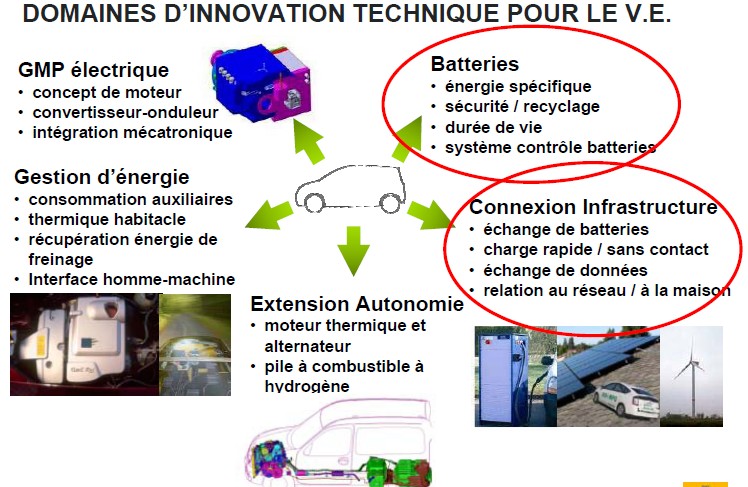 DOMAINES D’INNOVATION TECHNIQUE POUR LE V.E.
GMP électrique
• concept de moteur
• convertisseur-onduleur
• intégration mécatronique
Batteries
• énergie spécifique
• sécurité / recyclage
• durée de vie
• système contrôle batteries
Gestion d’énergie
• consommation auxiliaires
• thermique habitacle
• récupération énergie de
freinage
• Interface homme-machine
Connexion Infrastructure
• échange de batteries
• charge rapide / sans contact
• échange de données
• relation au réseau / à la maison
Extension Autonomie
• moteur thermique et
alternateur
• pile à combustible à
hydrogène